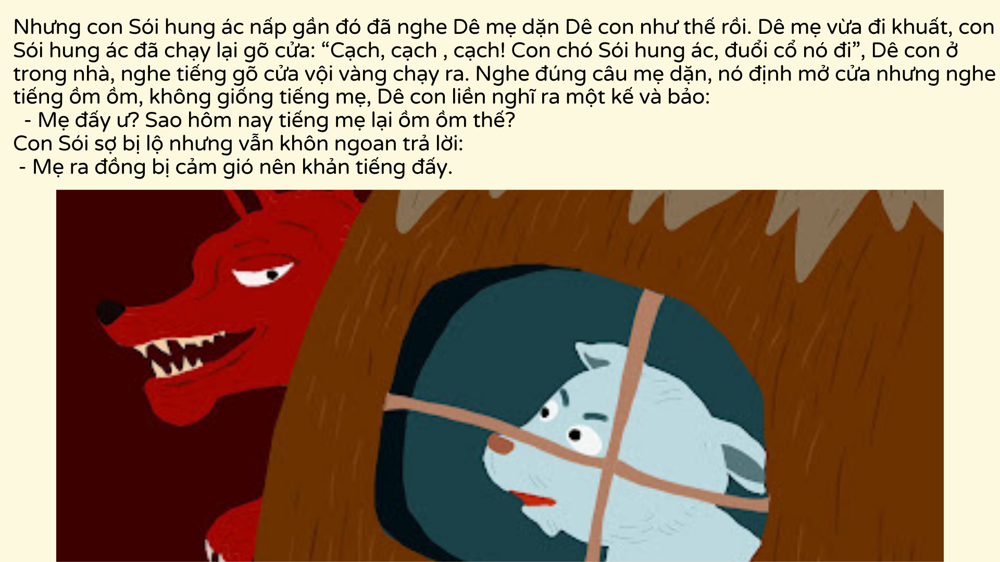 Nhưng con Sói hung ác nấp gần đó đã nghe Dê mẹ dặn Dê con như thế rồi. Dê mẹ vừa đi khuất, con
Sói hung ác đã chạy lại gõ cửa: “Cạch, cạch , cạch! Con chó Sói hung ác, đuổi cổ nó đi”, Dê con ở
trong nhà, nghe tiếng gõ cửa vội vàng chạy ra. Nghe đúng câu mẹ dặn, nó định mở cửa nhưng nghe
tiếng ồm ồm, không giống tiếng mẹ, Dê con liền nghĩ ra một kế và bảo:
- Mẹ đấy ư? Sao hôm nay tiếng mẹ lại ồm ồm thế?
Con Sói sợ bị lộ nhưng vẫn khôn ngoan trả lời:
- Mẹ ra đồng bị cảm gió nên khản tiếng đấy.